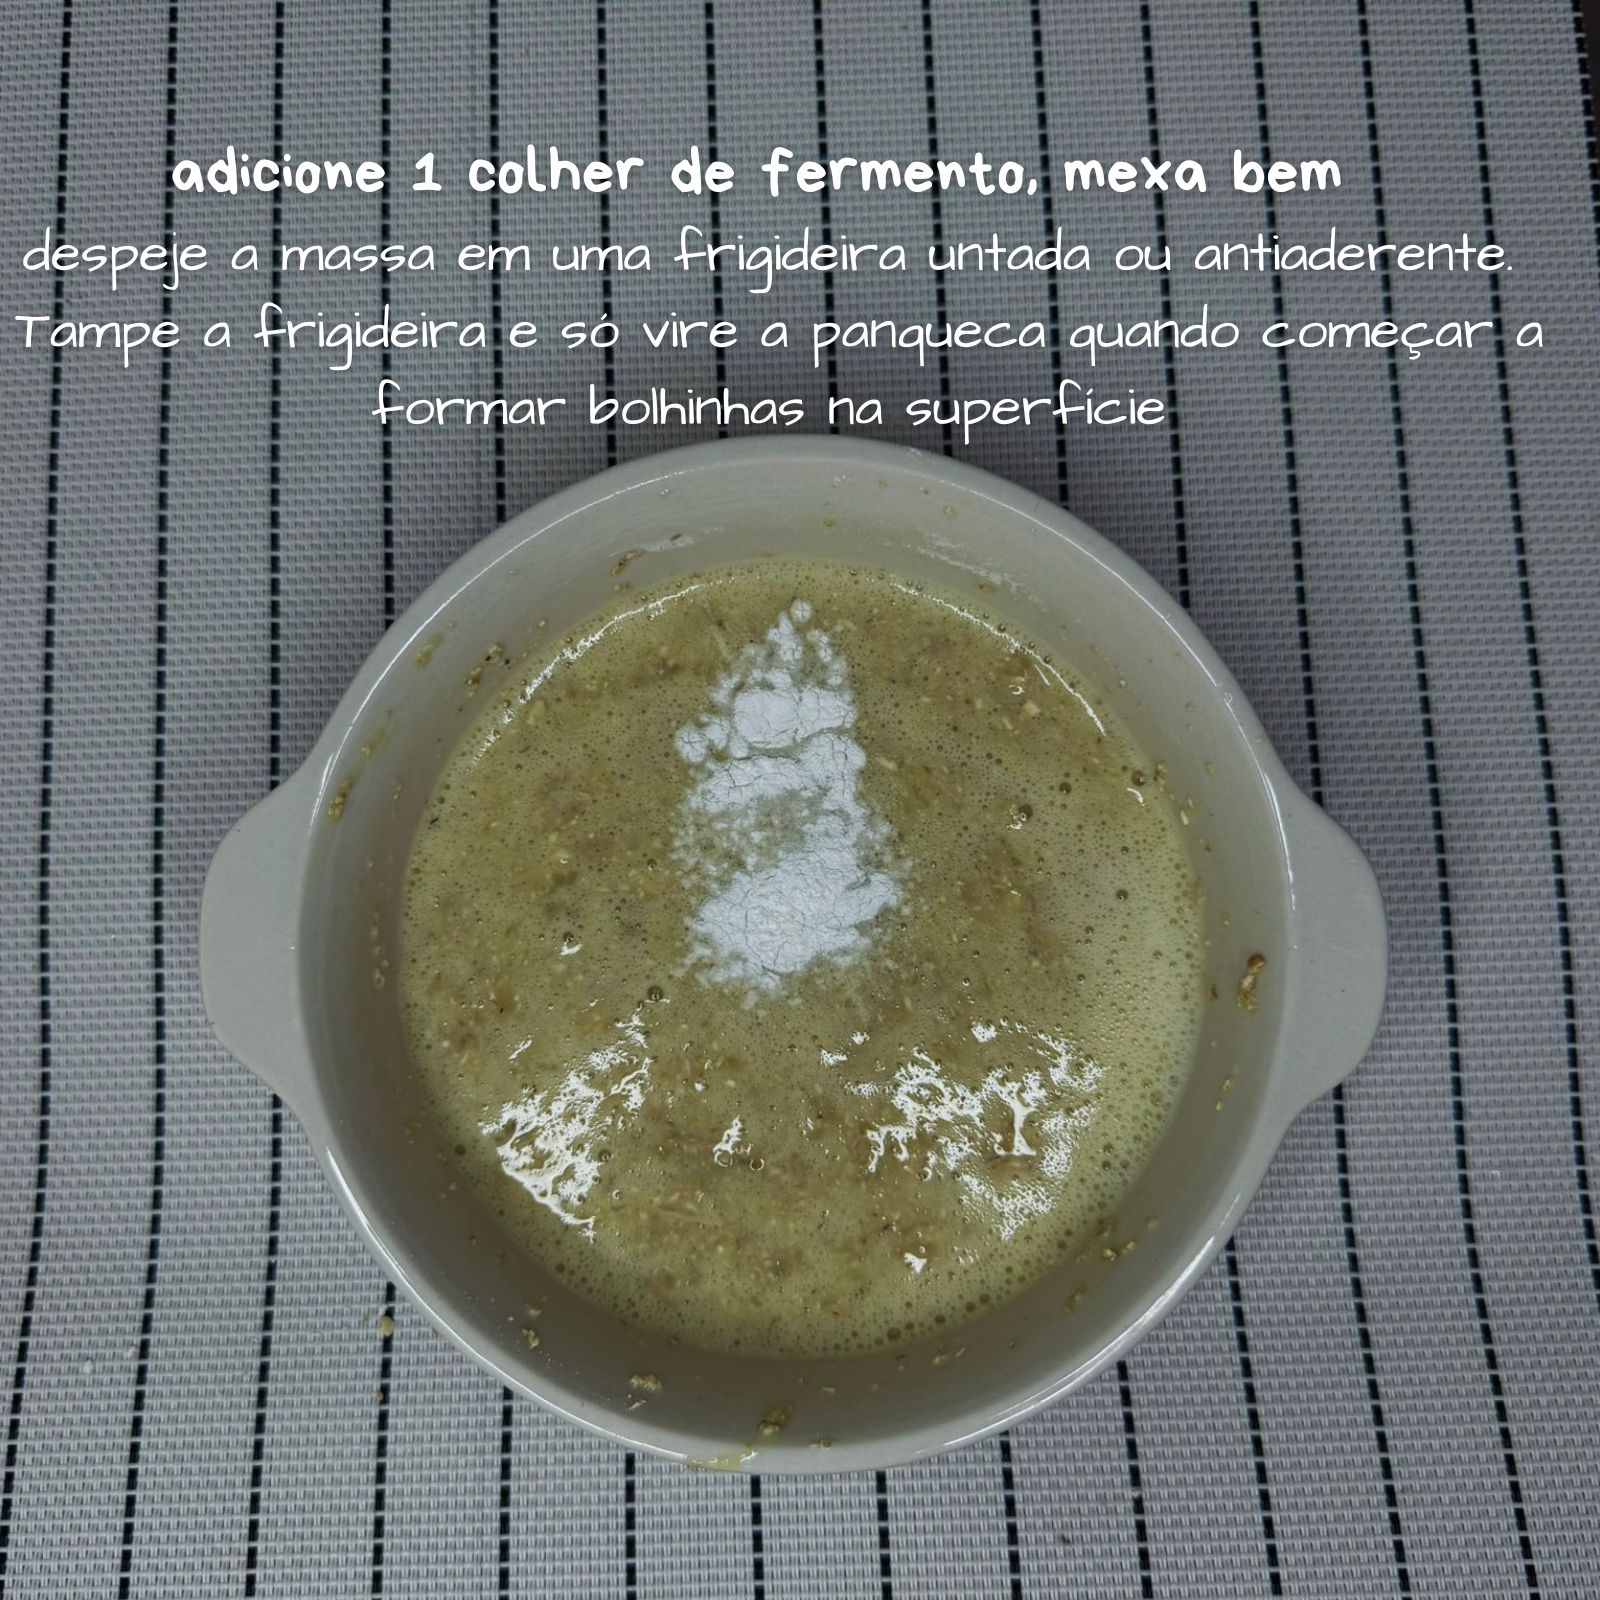 adicione 1 colher de fermento, mexa bem
despeje a massa em uma frigideira untada ou antiaderente.
Tampe a frigideira e só vire a panqueca quando começar a
formar bolhinhas na superfície